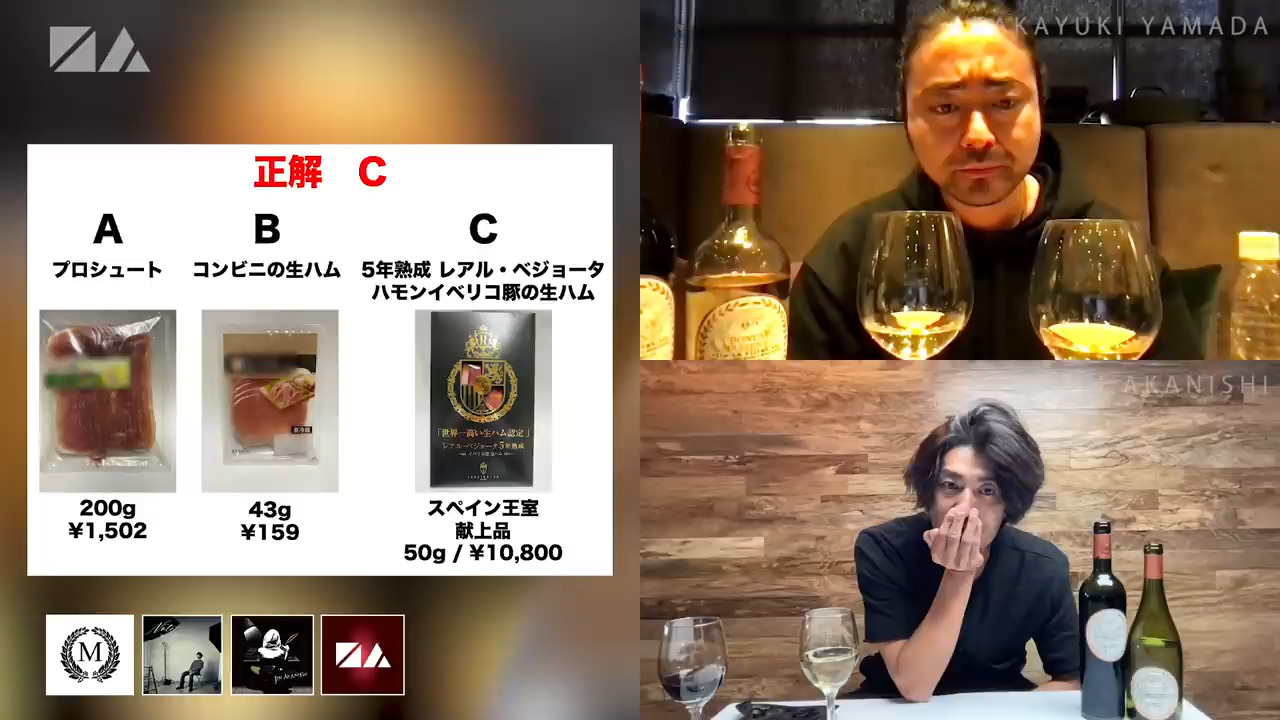 正解 C
A
B
C
プロシュート
コンビニの生ハム
5年熟成 レアル・ベジョータ
ハモンイベリコ豚の生ハム
「世界一高い生ハム認定」
レアル・ベジョータ5年熟成
200g
¥1,502
43g
¥159
スペイン王室
献上品
50g / ¥10,800
M
Note
JIN AKANISHI
TAKAYUKI YAMADA
AKANISHI